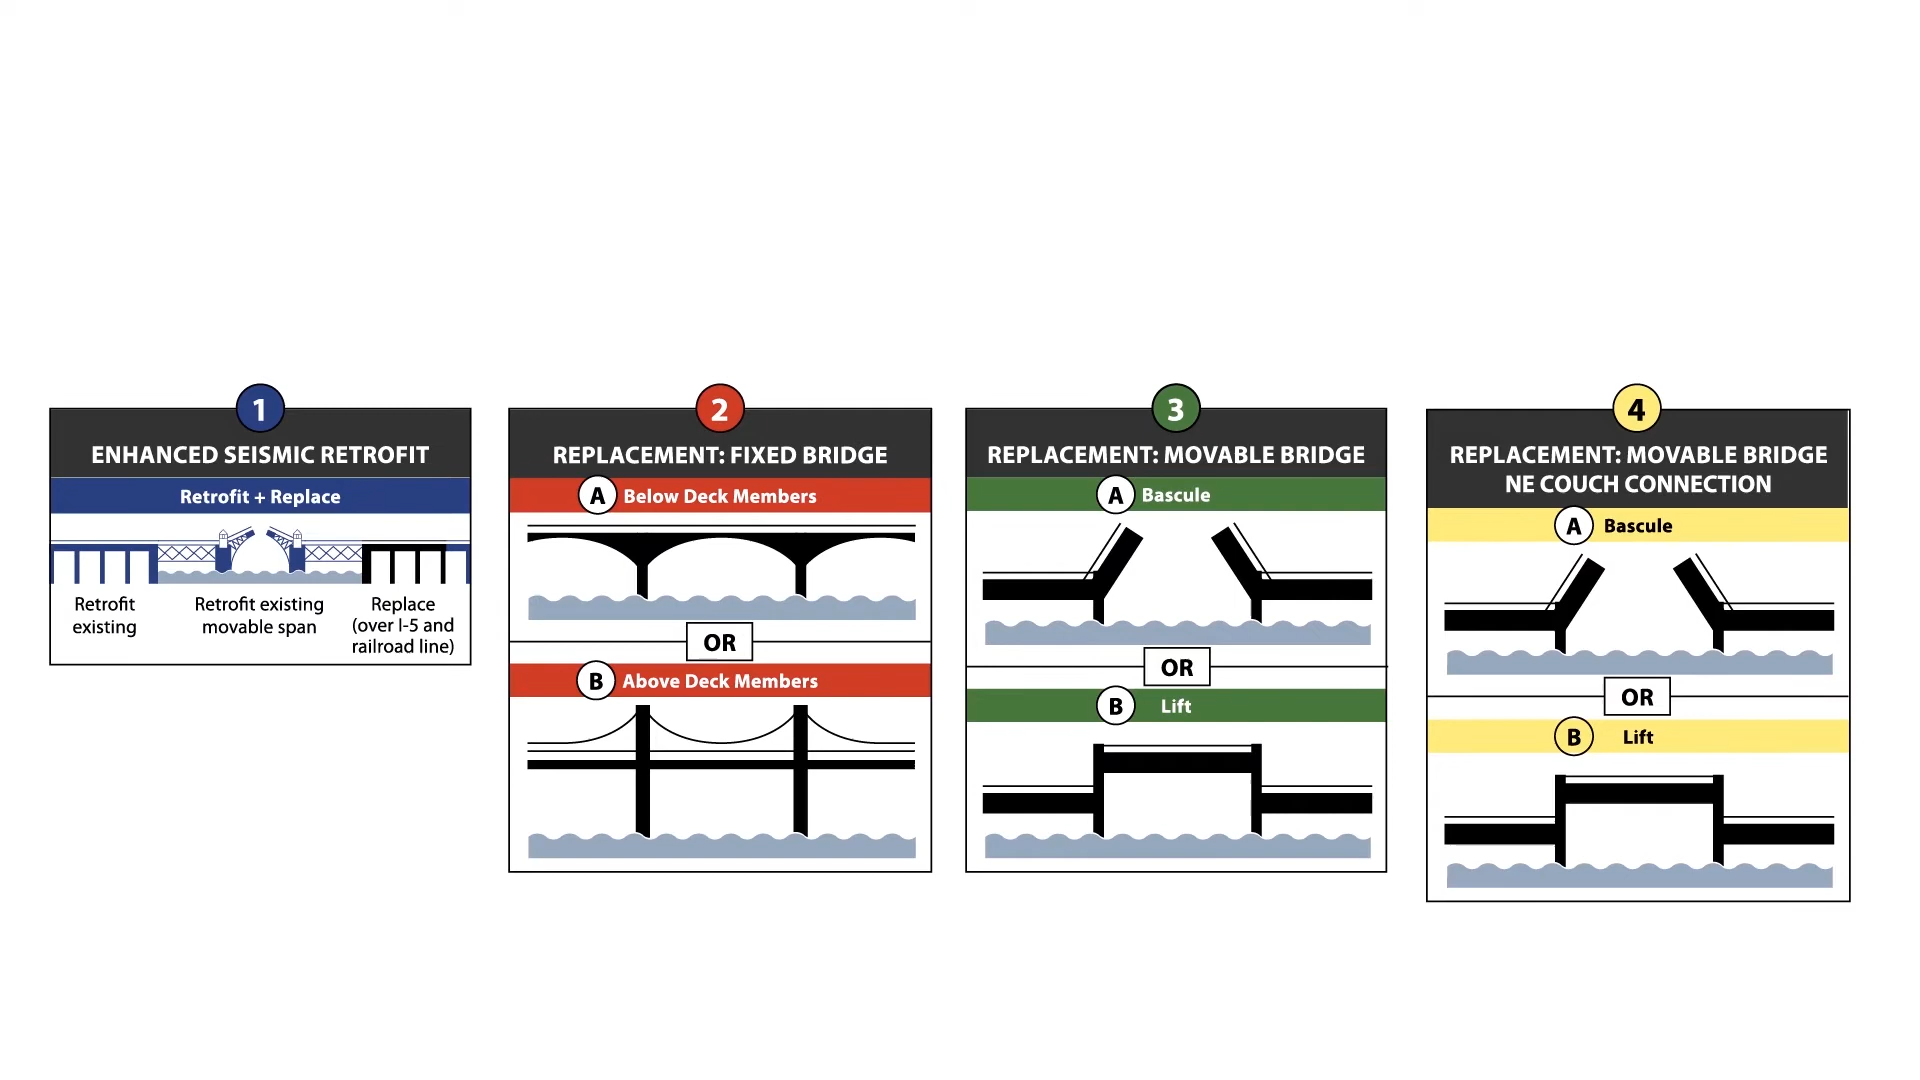 1
ENHANCED SEISMIC RETROFIT
Retrofit + Replace
Retrofit
existing
Retrofit existing
movable span
Replace
(over I-5 and
railroad line)
2
REPLACEMENT: FIXED BRIDGE
A Below Deck Members
OR
B Above Deck Members
3
REPLACEMENT: MOVABLE BRIDGE
A Bascule
OR
B Lift
4
REPLACEMENT: MOVABLE BRIDGE
NE COUCH CONNECTION
A Bascule
OR
B Lift